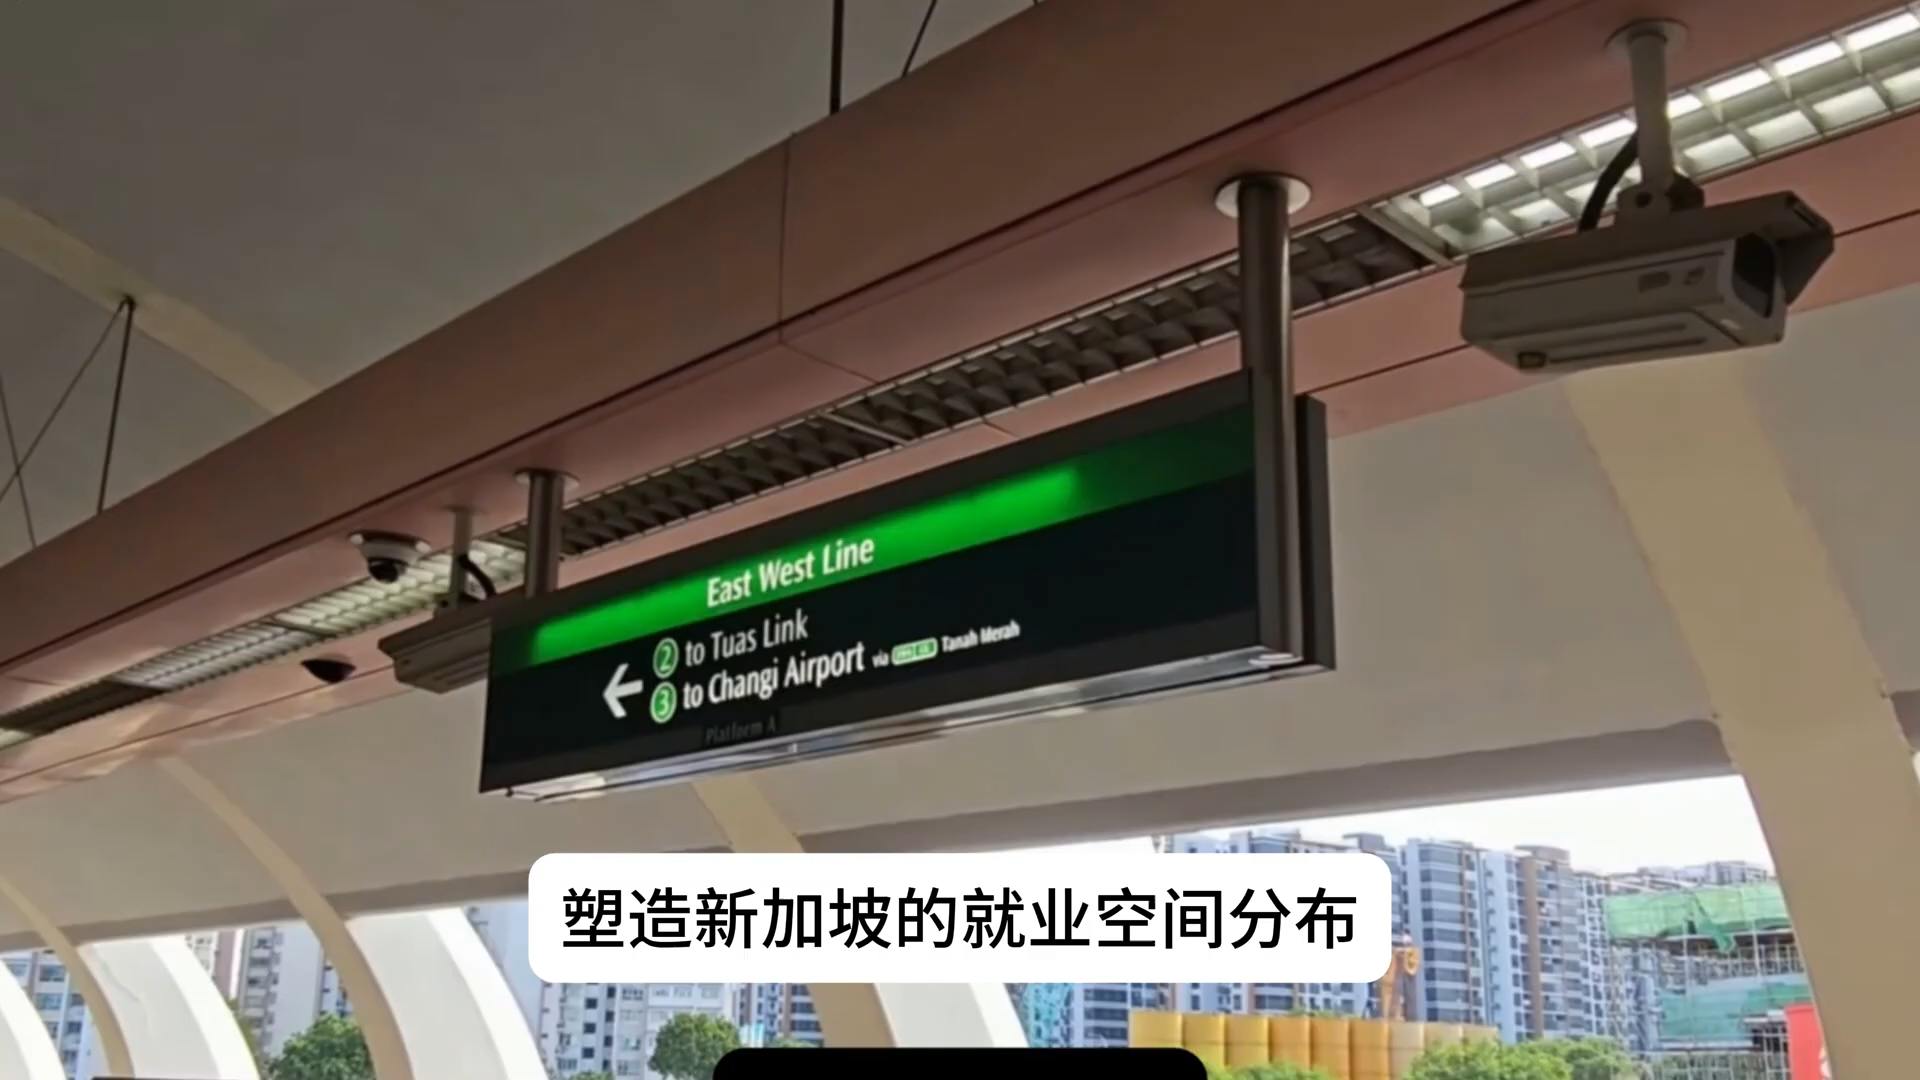 East West Line
② to Tuas Link
③ to Changi Airport via Tanah Merah
Platform A
塑造新加坡的就业空间分布